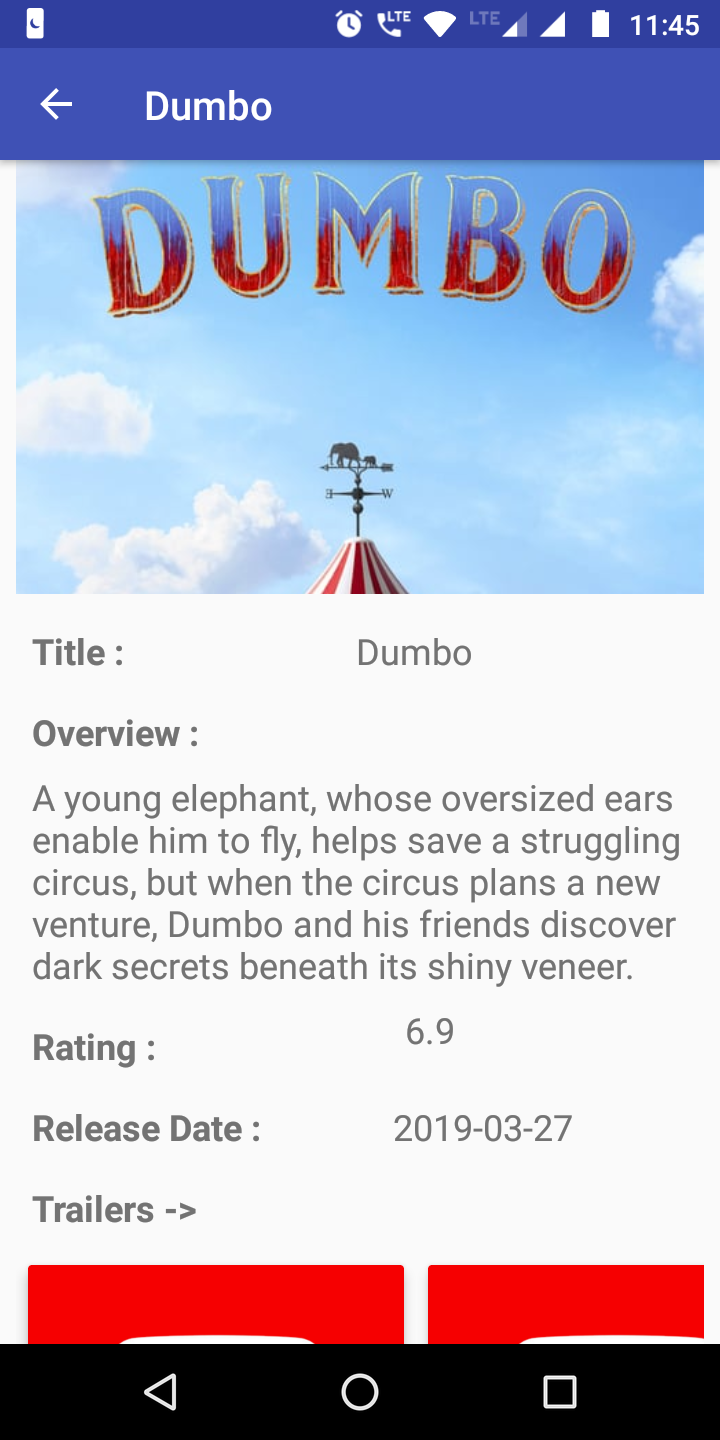 LTE LTE 11:45
Dumbo
DUMBO
E W
Title : Dumbo
Overview :
A young elephant, whose oversized ears
enable him to fly, helps save a struggling
circus, but when the circus plans a new
venture, Dumbo and his friends discover
dark secrets beneath its shiny veneer.
Rating : 6.9
Release Date : 2019-03-27
Trailers ->